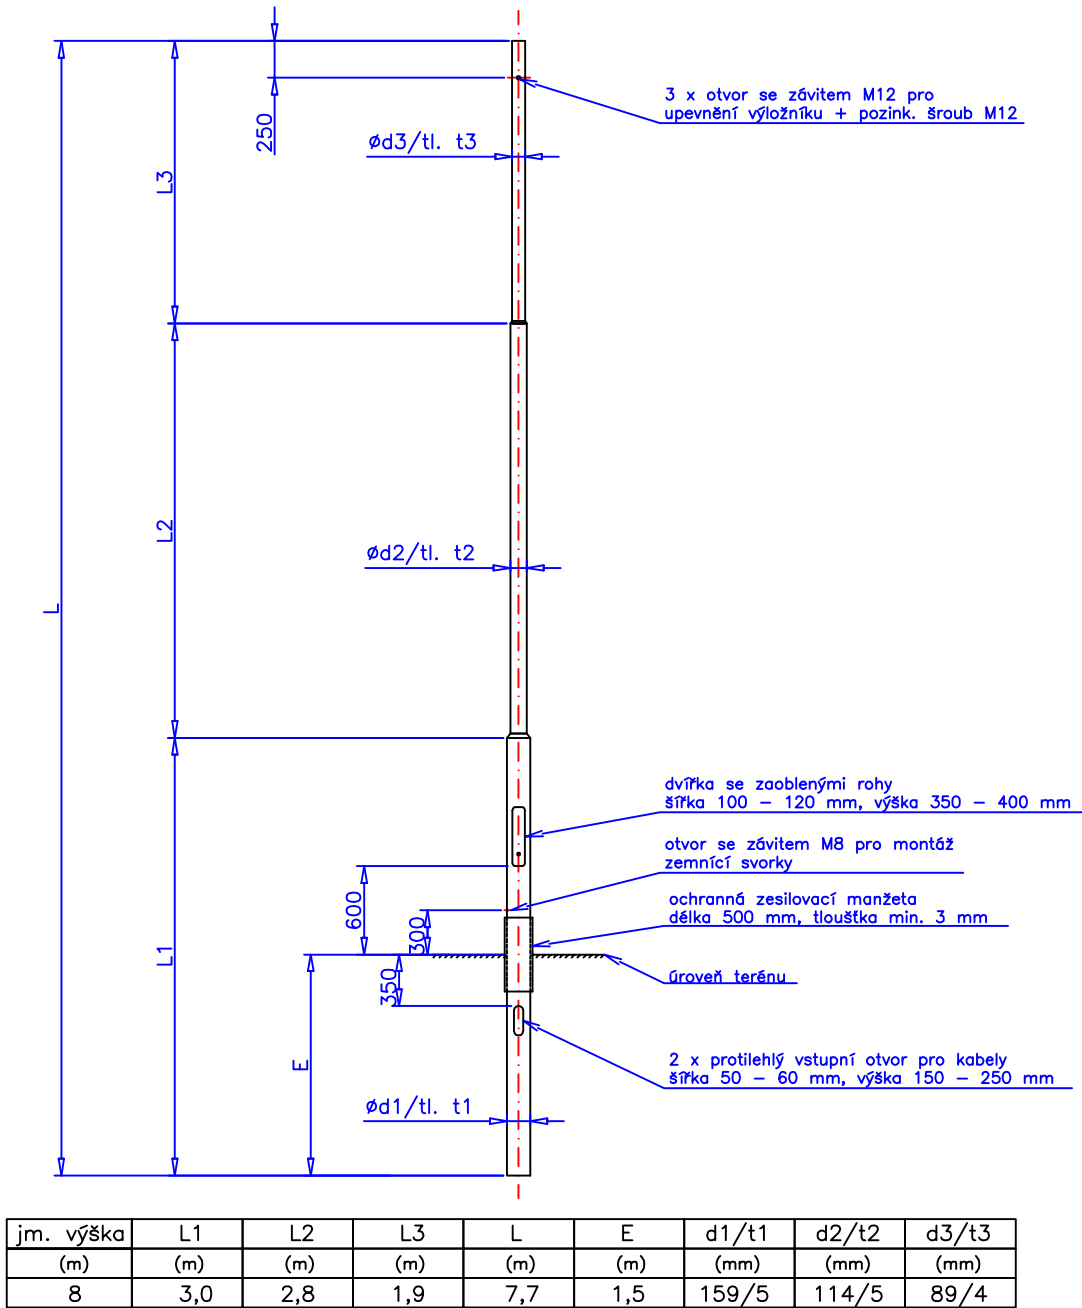 250
L3
Ød3/tl. t3
3 x otvor se závitem M12 pro
upevnění výložníku + pozink. šroub M12
L2
Ød2/tl. t2
L
dvířka se zaoblenými rohy
šířka 100 – 120 mm, výška 350 – 400 mm
otvor se závitem M8 pro montáž
zemnící svorky
600
ochranná zesilovací manžeta
délka 500 mm, tloušťka min. 3 mm
300
L1
350
úroveň terénu
E
2 x protilehlý vstupní otvor pro kabely
šířka 50 – 60 mm, výška 150 – 250 mm
Ød1/tl. t1
jm. výška L1 L2 L3 L E d1/t1 d2/t2 d3/t3
(m) (m) (m) (m) (m) (m) (mm) (mm) (mm)
8 3,0 2,8 1,9 7,7 1,5 159/5 114/5 89/4